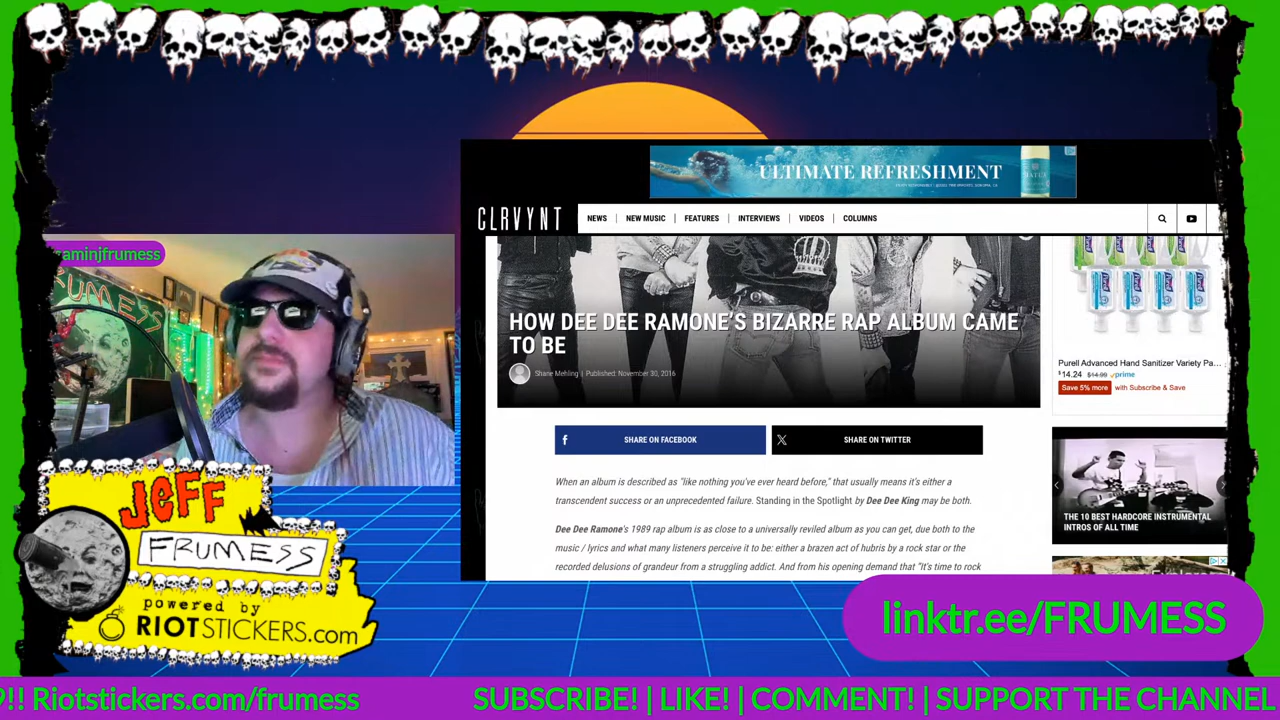 ULTIMATE REFRESHMENT
CLRVYNT
NEWS | NEW MUSIC | FEATURES | INTERVIEWS | VIDEOS | COLUMNS
HOW DEE DEE RAMONE'S BIZARRE RAP ALBUM CAME
TO BE
Shane Mehling | Published: November 30, 2016
f SHARE ON FACEBOOK
X SHARE ON TWITTER
When an album is described as "like nothing you've ever heard before," that usually means it's either a
transcendent success or an unprecedented failure. Standing in the Spotlight by Dee Dee King may be both.
Dee Dee Ramone's 1989 rap album is as close to a universally reviled album as you can get, due both to the
music / lyrics and what many listeners perceive it to be: either a brazen act of hubris by a rock star or the
recorded delusions of grandeur from a struggling addict. And from his opening demand that "It's time to rock
Purell Advanced Hand Sanitizer Variety Pa...
$14.24 $14.99 prime
Save 5% more with Subscribe & Save
THE 10 BEST HARDCORE INSTRUMENTAL
INTROS OF ALL TIME
aminjfrumess
FRUMESS
JEFF
FRUMESS
powered by
RIOTSTICKERS.com
linktr.ee/FRUMESS
!! Riotstickers.com/frumess SUBSCRIBE! | LIKE! | COMMENT! | SUPPORT THE CHANNEL